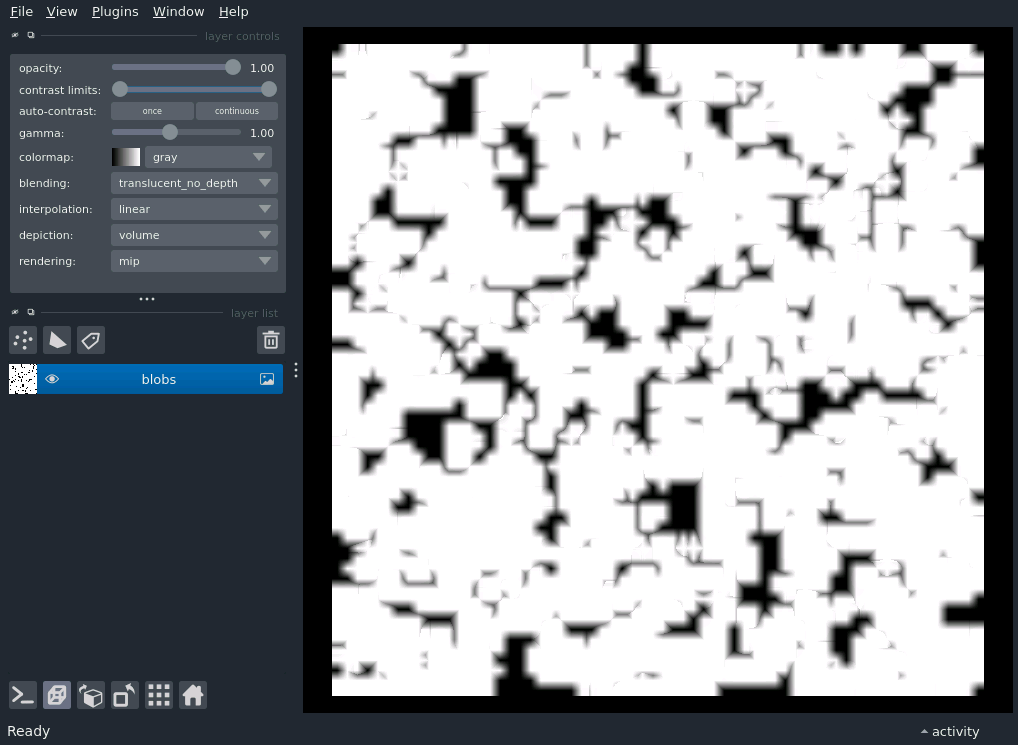 File View Plugins Window Help
layer controls
opacity: 1.00
contrast limits:
auto-contrast: once continuous
gamma: 1.00
colormap: gray
blending: translucent_no_depth
interpolation: linear
depiction: volume
rendering: mip
layer list
blobs
Ready activity